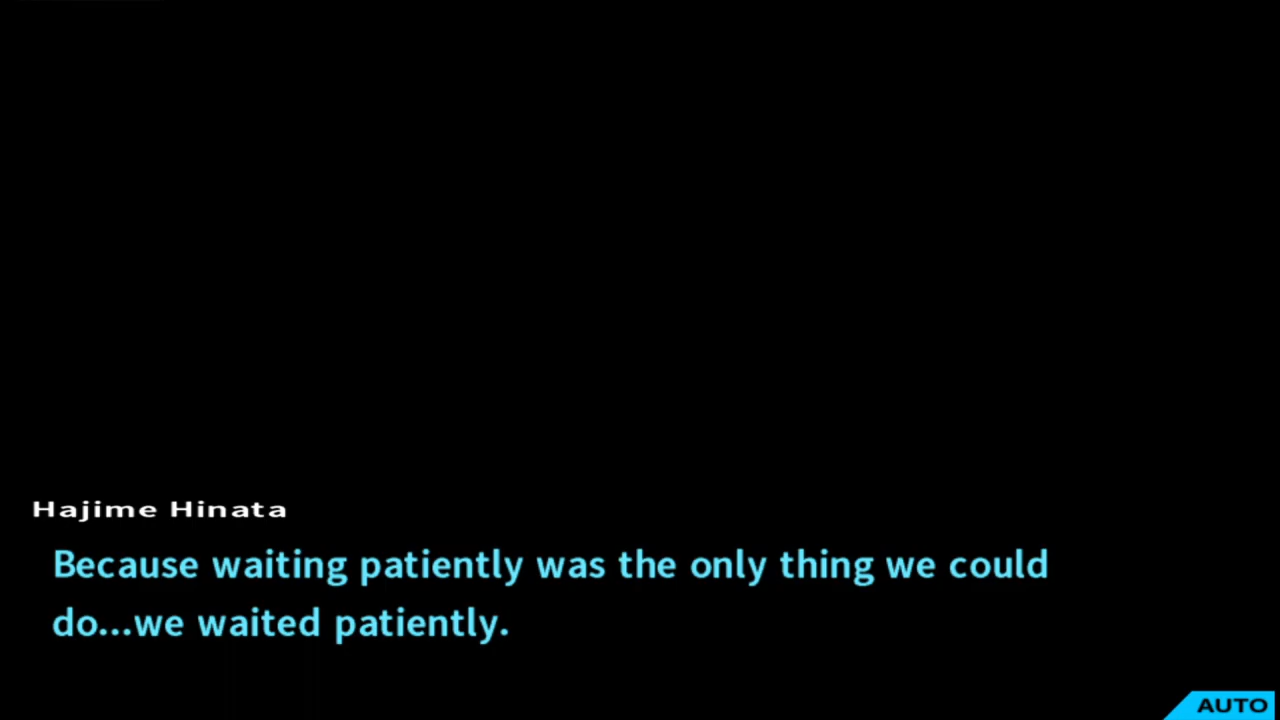 Hajime Hinata
Because waiting patiently was the only thing we could
do...we waited patiently.
AUTO